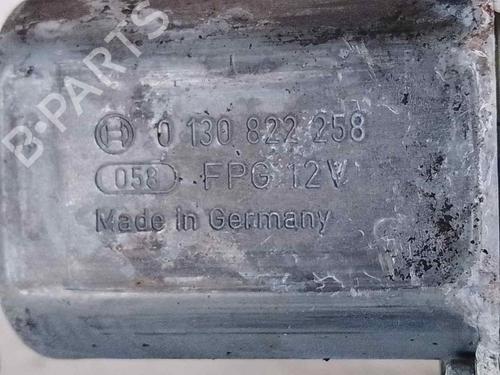 B-PARTS
0 130 822 258
058 FPG 12V
Made in Germany